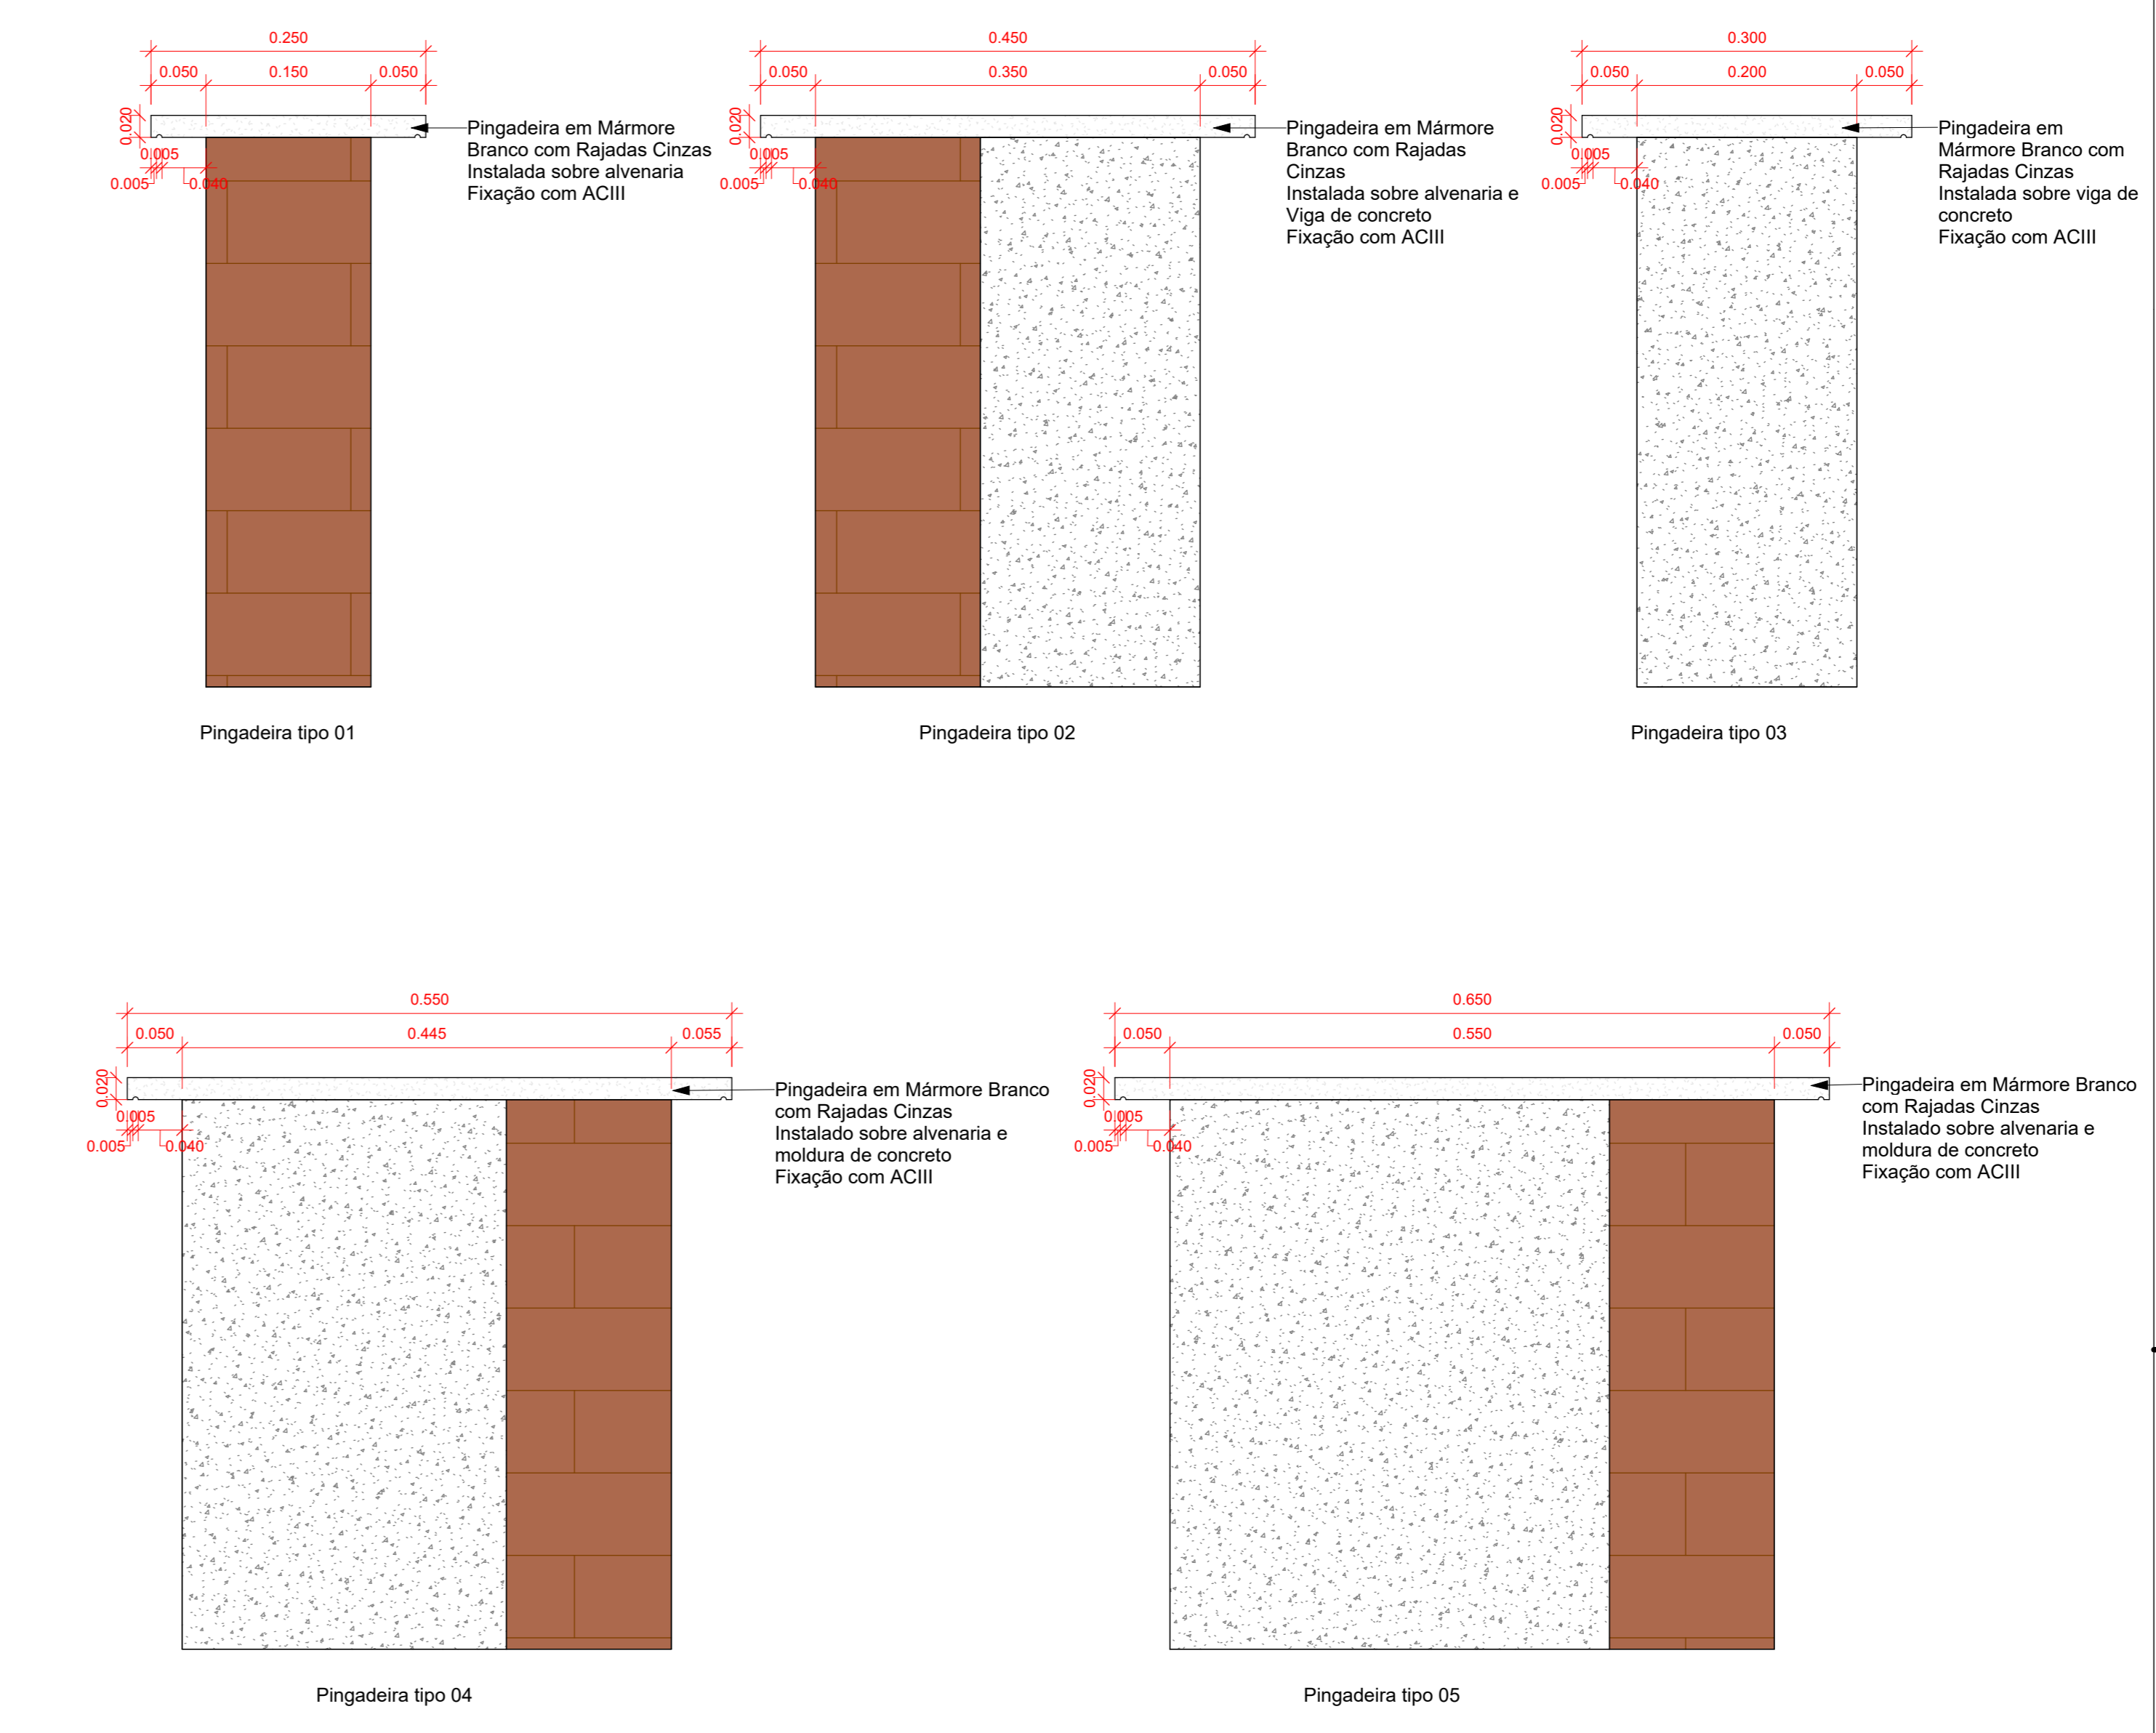 0.250
0.050 0.150 0.050
0.020
0.005
0.005 0.040
Pingadeira em Mármore
Branco com Rajadas Cinzas
Instalada sobre alvenaria
Fixação com ACIII
Pingadeira tipo 01
0.450
0.050 0.350 0.050
0.020
0.005
0.005 0.040
Pingadeira em Mármore
Branco com Rajadas
Cinzas
Instalada sobre alvenaria e
Viga de concreto
Fixação com ACIII
Pingadeira tipo 02
0.300
0.050 0.200 0.050
0.020
0.005
0.005 0.040
Pingadeira em
Mármore Branco com
Rajadas Cinzas
Instalada sobre viga de
concreto
Fixação com ACIII
Pingadeira tipo 03
0.550
0.050 0.445 0.055
0.020
0.005
0.005 0.040
Pingadeira em Mármore Branco
com Rajadas Cinzas
Instalado sobre alvenaria e
moldura de concreto
Fixação com ACIII
Pingadeira tipo 04
0.650
0.050 0.550 0.050
0.020
0.005
0.005 0.040
Pingadeira em Mármore Branco
com Rajadas Cinzas
Instalado sobre alvenaria e
moldura de concreto
Fixação com ACIII
Pingadeira tipo 05